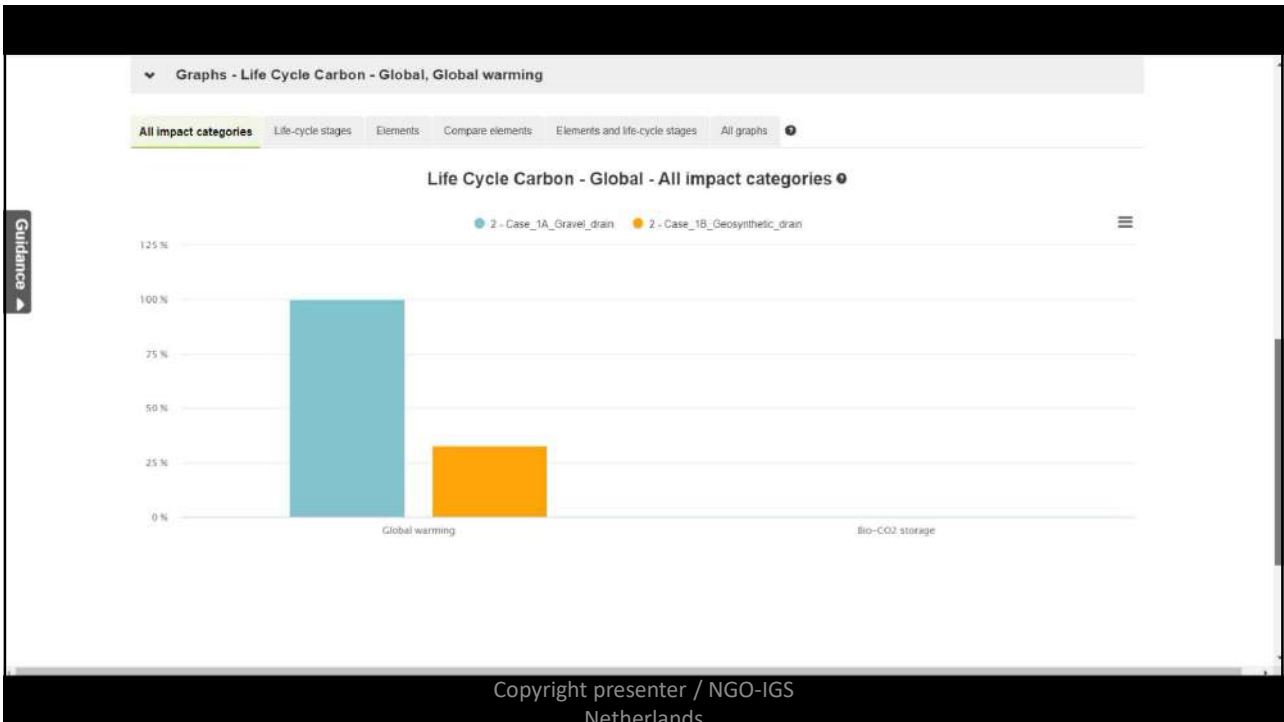 Graphs - Life Cycle Carbon - Global, Global warming
All impact categories Life-cycle stages Elements Compare elements Elements and life-cycle stages All graphs ?
Life Cycle Carbon - Global - All impact categories ?
2 - Case_1A_Gravel_drain 2 - Case_1B_Geosynthetic_drain
Guidance
125 %
100 %
75 %
50 %
25 %
0 %
Global warming Bio-CO2 storage
Copyright presenter / NGO-IGS
Netherlands